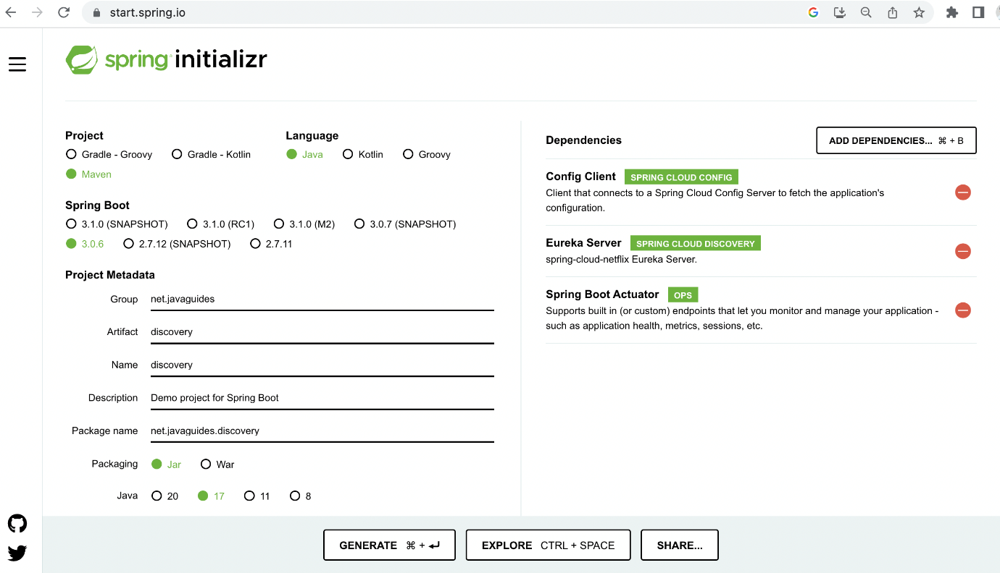 start.spring.io
spring initializr
Project
Gradle - Groovy Gradle - Kotlin
Maven
Language
Java Kotlin Groovy
Spring Boot
3.1.0 (SNAPSHOT) 3.1.0 (RC1) 3.1.0 (M2) 3.0.7 (SNAPSHOT)
3.0.6 2.7.12 (SNAPSHOT) 2.7.11
Project Metadata
Group net.javaguides
Artifact discovery
Name discovery
Description Demo project for Spring Boot
Package name net.javaguides.discovery
Packaging Jar War
Java 20 17 11 8
Dependencies ADD DEPENDENCIES... ⌘ + B
Config Client SPRING CLOUD CONFIG
Client that connects to a Spring Cloud Config Server to fetch the application's
configuration.
Eureka Server SPRING CLOUD DISCOVERY
spring-cloud-netflix Eureka Server.
Spring Boot Actuator OPS
Supports built in (or custom) endpoints that let you monitor and manage your application -
such as application health, metrics, sessions, etc.
GENERATE ⌘ + ↵ EXPLORE CTRL + SPACE SHARE...